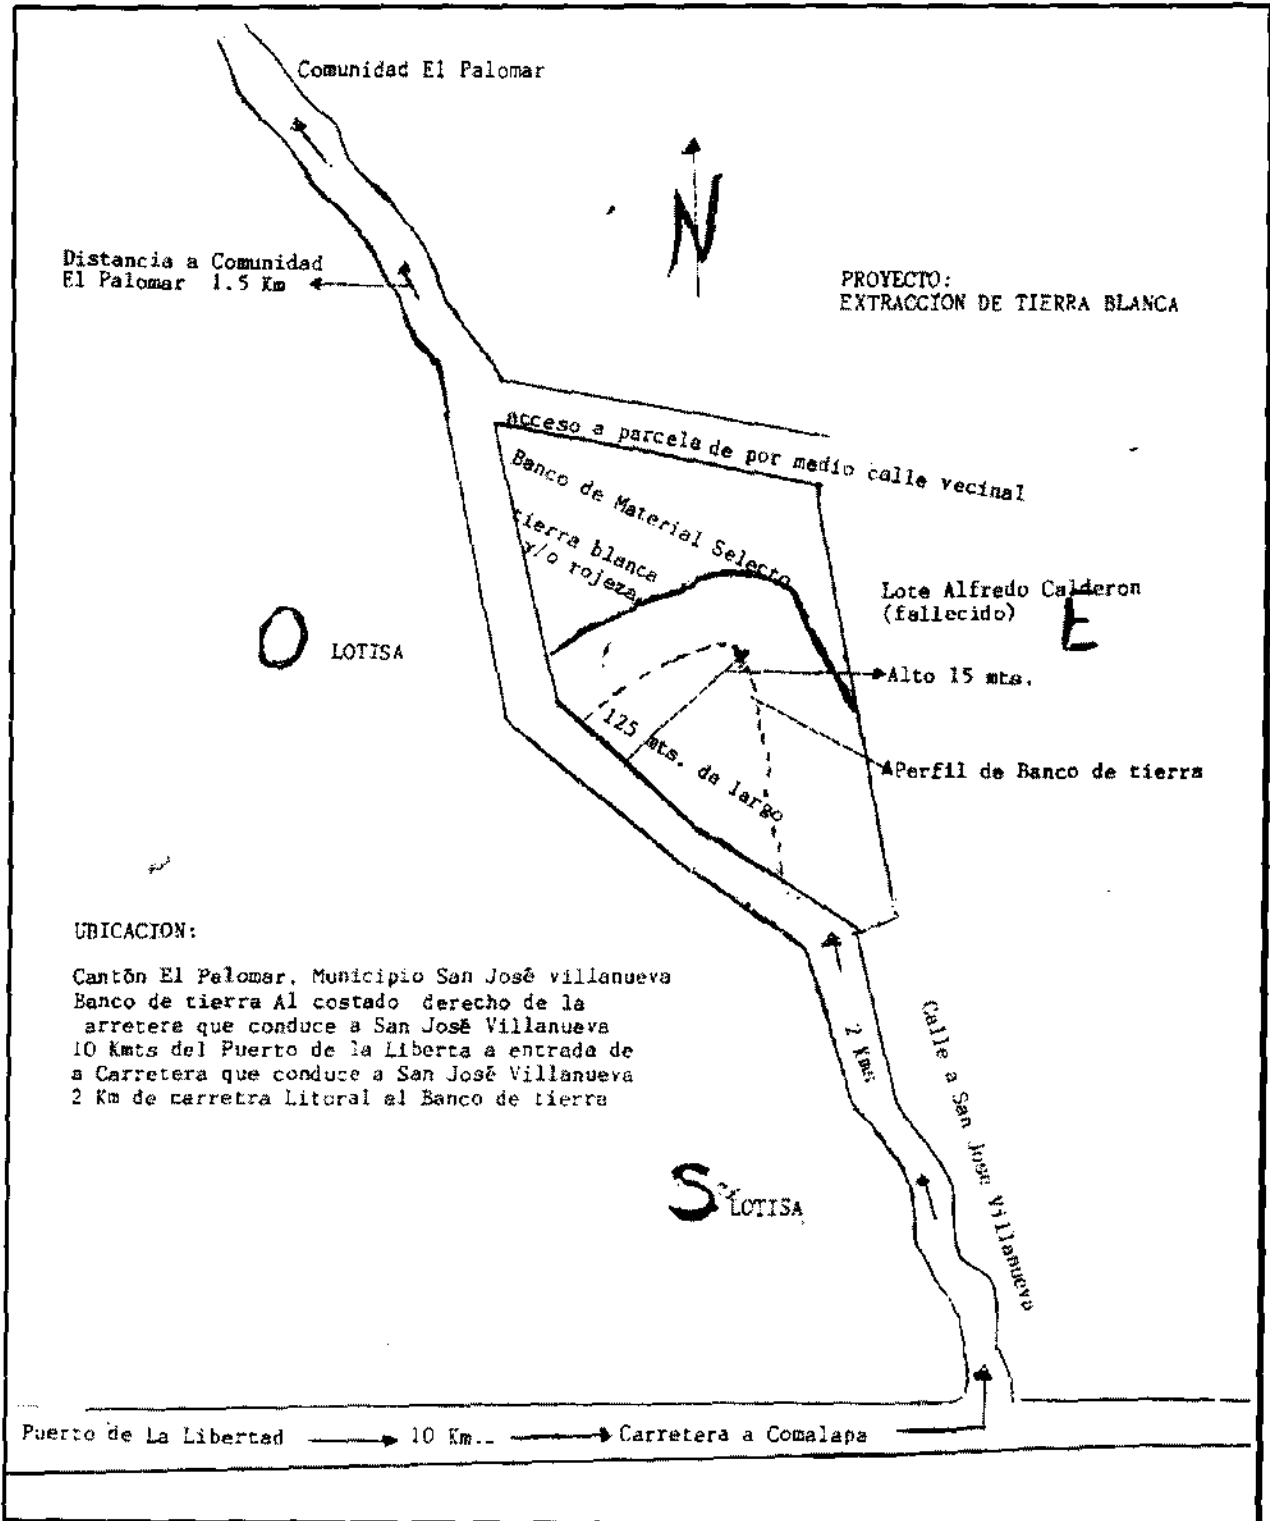 Comunidad El Palomar
N
Distancia a Comunidad
El Palomar 1.5 Km
PROYECTO:
EXTRACCION DE TIERRA BLANCA
acceso a parcela de por medio calle vecinal
Banco de Material Selecto
tierra blanca
y/o rojeza
Lote Alfredo Calderon
(fallecido)
E
O
LOTISA
Alto 15 mts.
125 mts. de largo
Perfil de Banco de tierra
UBICACION:
Cantón El Palomar, Municipio San José villanueva
Banco de tierra Al costado derecho de la
arretere que conduce a San José Villanueva
10 Kmts del Puerto de la Liberta a entrada de
a Carretera que conduce a San José Villanueva
2 Km de carretra Litoral al Banco de tierra
2 Kms
Calle a San Jose Villanueva
S
LOTISA
Puerto de La Libertad 10 Km.. Carretera a Comalapa